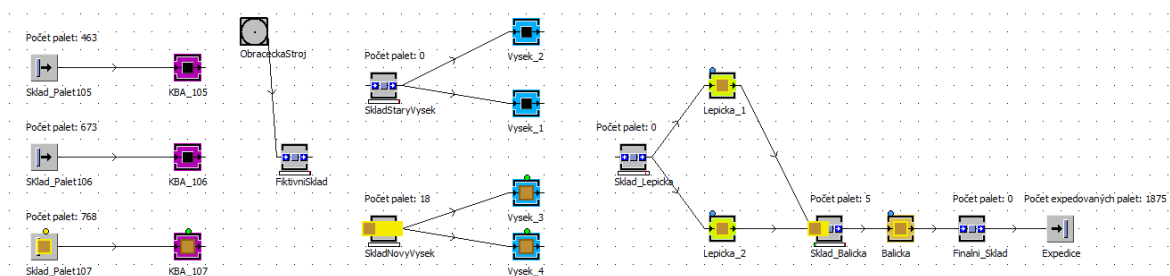 Počet palet: 463
Sklad_Palet105
KBA_105
ObraceckaStroj
Počet palet: 0
SkladStaryVysek
Vysek_2
Vysek_1
Počet palet: 673
SKlad_Palet106
KBA_106
FiktivniSklad
Počet palet: 768
Sklad_Palet107
KBA_107
Počet palet: 18
SkladNovyVysek
Vysek_3
Vysek_4
Počet palet: 0
Sklad_Lepicka
Lepicka_1
Lepicka_2
Počet palet: 5
Sklad_Balicka
Balicka
Počet palet: 0
Finalni_Sklad
Počet expedovaných palet: 1875
Expedice